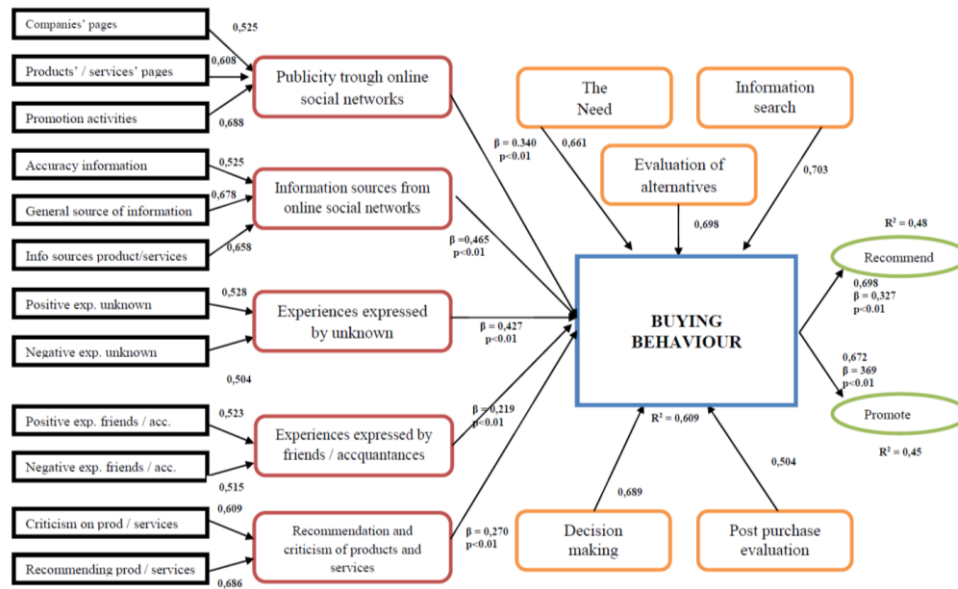 Companies' pages
0,525
Products' / services' pages
0,608
Promotion activities
0,688
Publicity trough online
social networks
Accuracy information
0,525
General source of information
0,678
Info sources product/services
0,658
Information sources from
online social networks
Positive exp. unknown
0,528
Negative exp. unknown
0,504
Experiences expressed
by unknown
Positive exp. friends / acc.
0,523
Negative exp. friends / acc.
0,515
Experiences expressed by
friends / accquantances
Criticism on prod / services
0,609
Recommending prod / services
0,686
Recommendation and
criticism of products and
services
β = 0.340
p<0.01
β =0,465
p<0.01
β = 0,427
p<0.01
β = 0,219
p<0.01
β = 0,270
p<0.01
The
Need
0,661
Information
search
0,703
Evaluation of
alternatives
0,698
BUYING
BEHAVIOUR
R² = 0,609
Decision
making
0,689
Post purchase
evaluation
0,504
R² = 0,48
Recommend
0,698
β = 0,327
p<0.01
0,672
β = 369
p<0.01
Promote
R² = 0,45